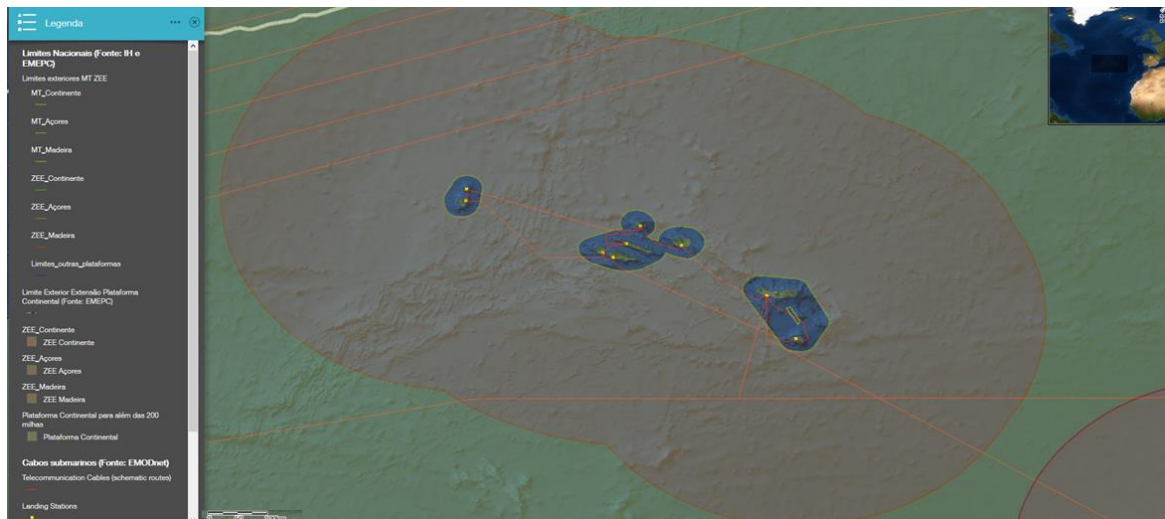 Legenda
Limites Nacionais (Fonte: IH e
EMEPC)
Limites exteriores MT ZEE
MT_Continente
MT_Açores
MT_Madeira
ZEE_Continente
ZEE_Açores
ZEE_Madeira
Limites_outras_plataformas
Limite Exterior Extensão Plataforma
Continental (Fonte: EMEPC)
ZEE_Continente
ZEE Continente
ZEE_Açores
ZEE Açores
ZEE_Madeira
ZEE Madeira
Plataforma Continental para além das 200
milhas
Plataforma Continental
Cabos submarinos (Fonte: EMODnet)
Telecommunication Cables (schematic routes)
Landing Stations